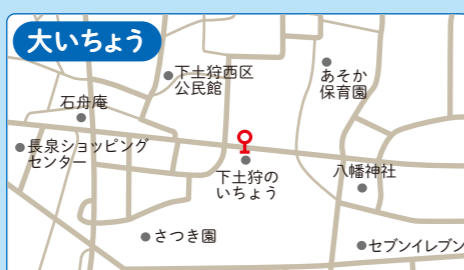 大いちょう
下土狩西区
公民館
あそか
保育園
石舟庵
長泉ショッピング
センター
下土狩の
いちょう
八幡神社
さつき園
セブンイレブン